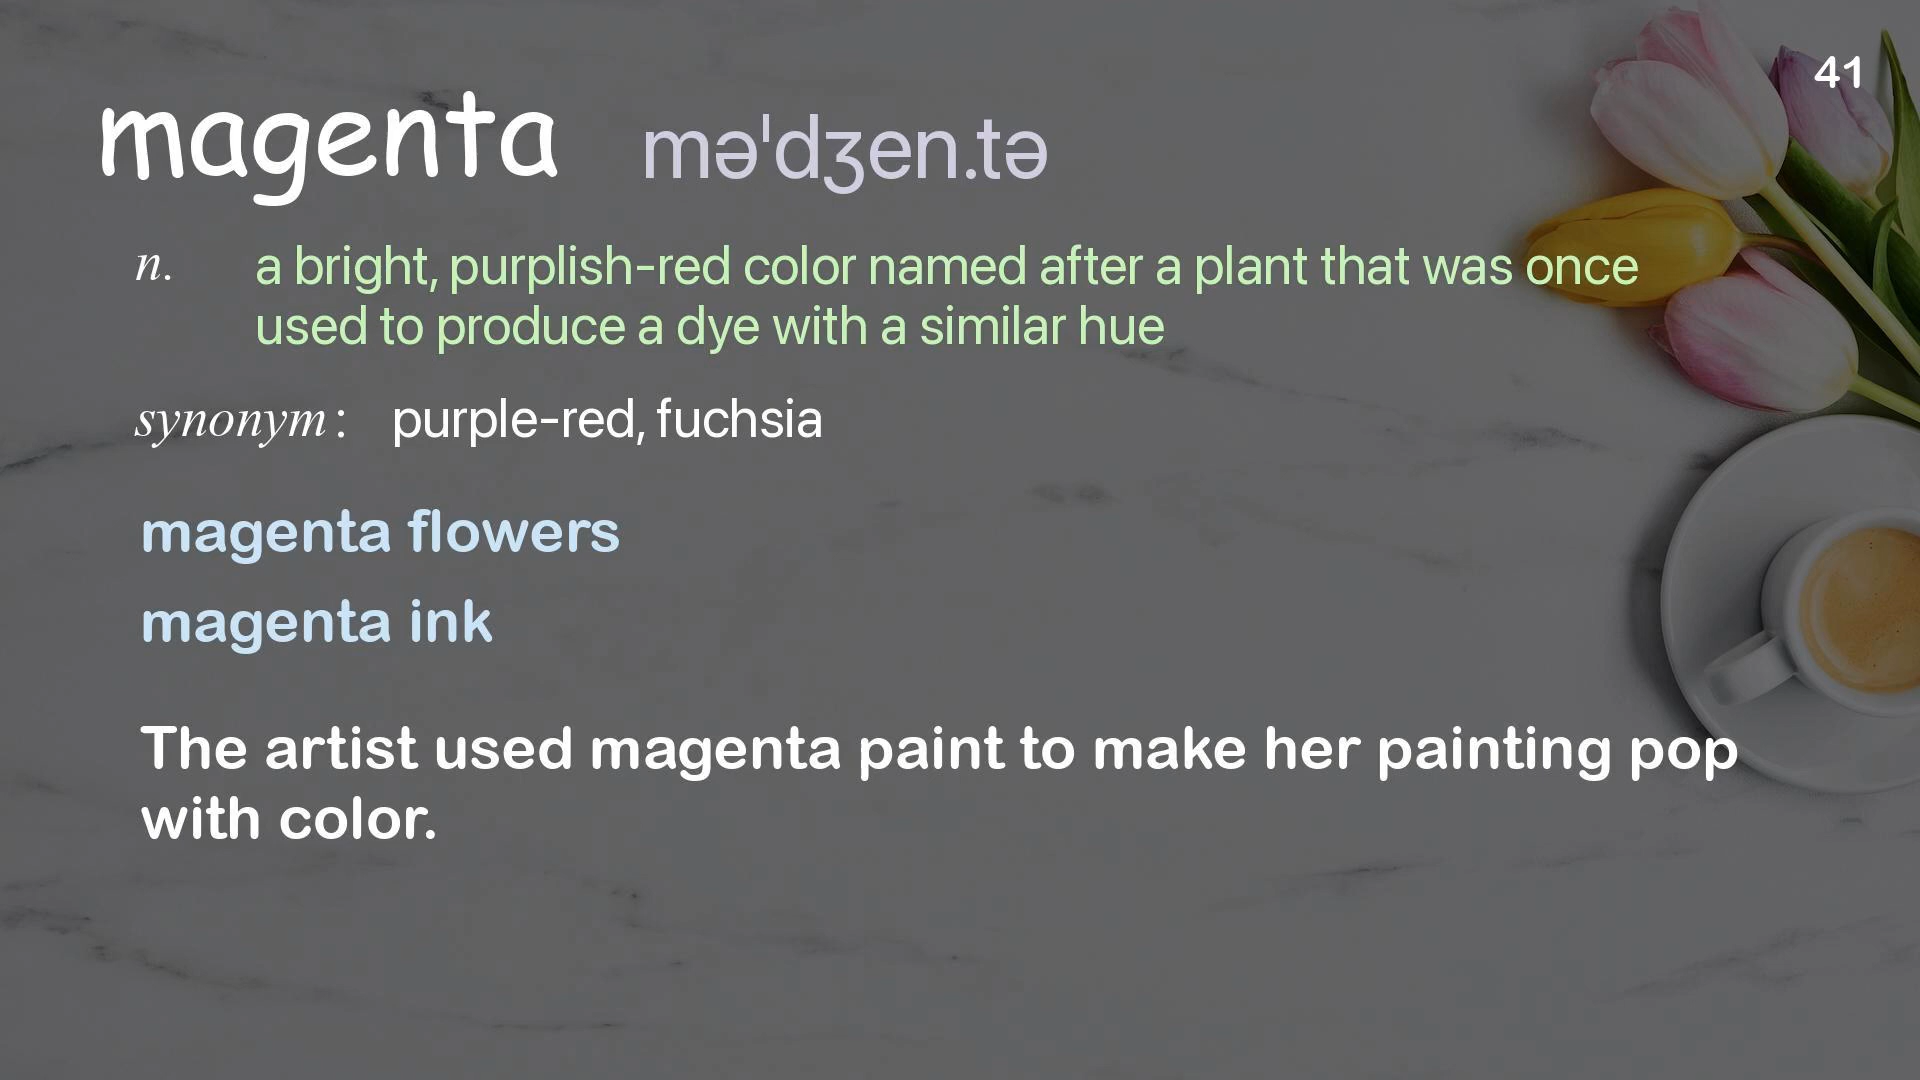 41
magenta məˈdʒen.tə
n. a bright, purplish-red color named after a plant that was once
used to produce a dye with a similar hue
synonym: purple-red, fuchsia
magenta flowers
magenta ink
The artist used magenta paint to make her painting pop
with color.